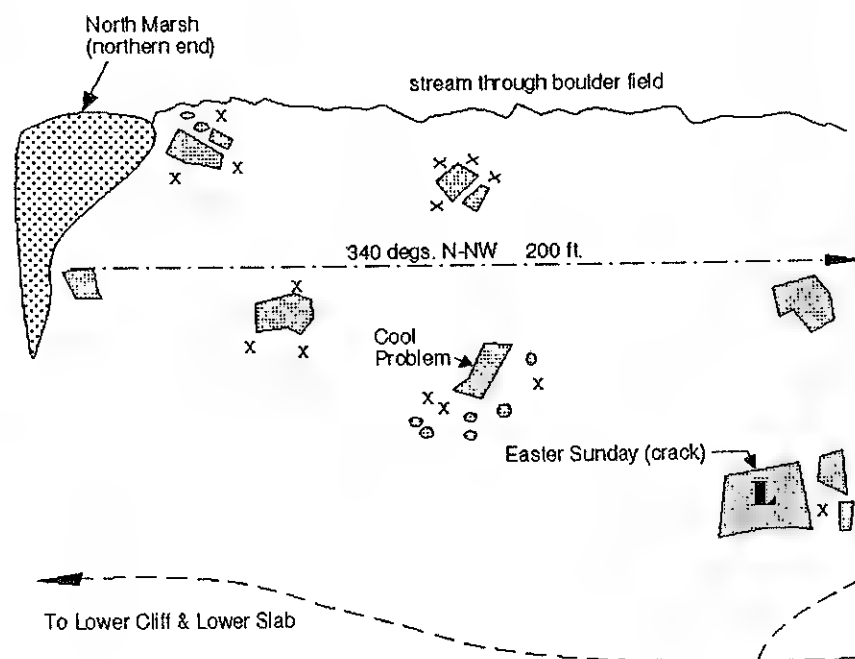 North Marsh
(northern end)
stream through boulder field
x
x
x
x
x
x
x
340 degs. N-NW 200 ft.
x
x
x
Cool
Problem
x
x
x
Easter Sunday (crack)
L
x
To Lower Cliff & Lower Slab